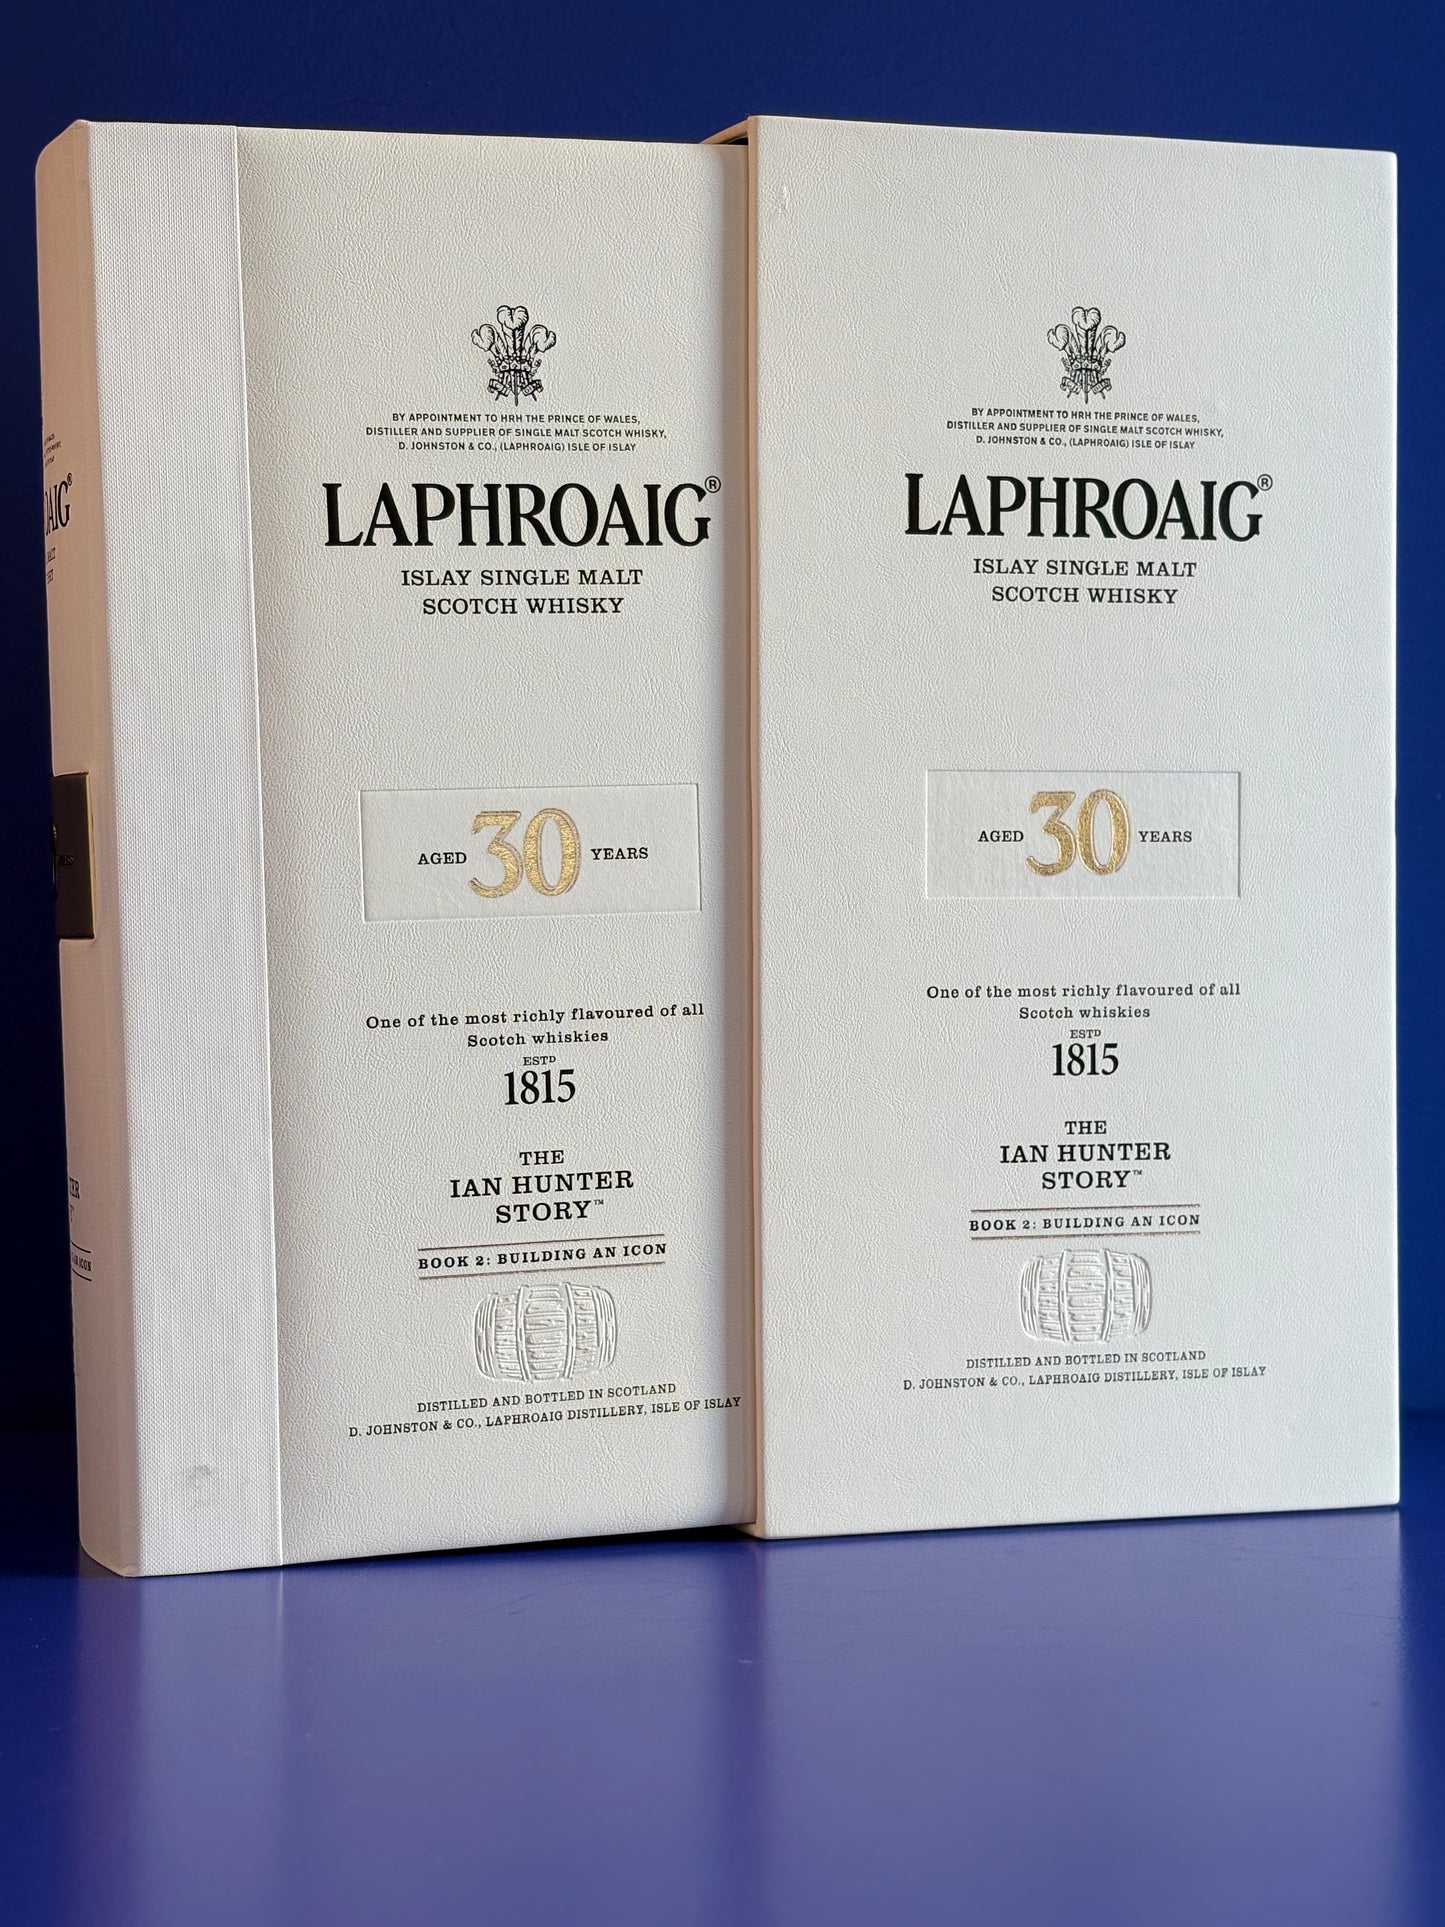 BY APPOINTMENT TO HRH THE PRINCE OF WALES,
DISTILLER AND SUPPLIER OF SINGLE MALT SCOTCH WHISKY,
D. JOHNSTON & CO., (LAPHROAIG) ISLE OF ISLAY
LAPHROAIG®
ISLAY SINGLE MALT
SCOTCH WHISKY
AGED 30 YEARS
One of the most richly flavoured of all
Scotch whiskies
ESTD
1815
THE
IAN HUNTER
STORY™
BOOK 2: BUILDING AN ICON
DISTILLED AND BOTTLED IN SCOTLAND
D. JOHNSTON & CO., LAPHROAIG DISTILLERY, ISLE OF ISLAY
BY APPOINTMENT TO HRH THE PRINCE OF WALES,
DISTILLER AND SUPPLIER OF SINGLE MALT SCOTCH WHISKY,
D. JOHNSTON & CO., (LAPHROAIG) ISLE OF ISLAY
LAPHROAIG®
ISLAY SINGLE MALT
SCOTCH WHISKY
AGED 30 YEARS
One of the most richly flavoured of all
Scotch whiskies
ESTD
1815
THE
IAN HUNTER
STORY™
BOOK 2: BUILDING AN ICON
DISTILLED AND BOTTLED IN SCOTLAND
D. JOHNSTON & CO., LAPHROAIG DISTILLERY, ISLE OF ISLAY